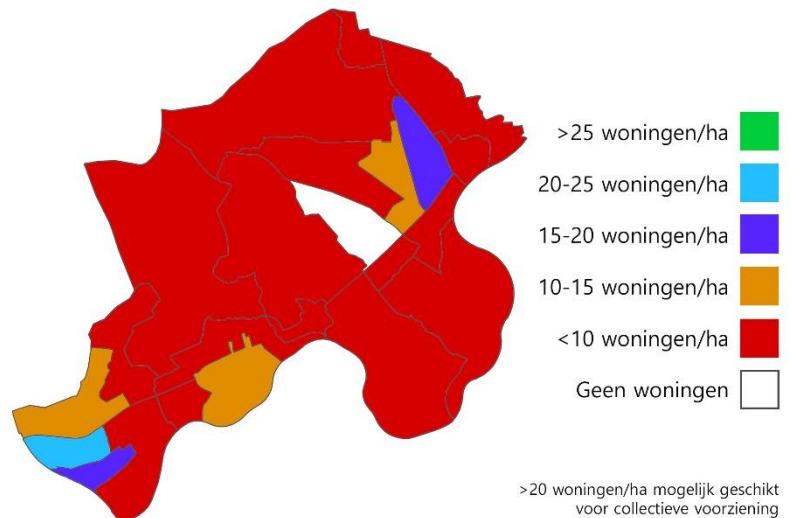 >25 woningen/ha
20-25 woningen/ha
15-20 woningen/ha
10-15 woningen/ha
<10 woningen/ha
Geen woningen
>20 woningen/ha mogelijk geschikt
voor collectieve voorziening